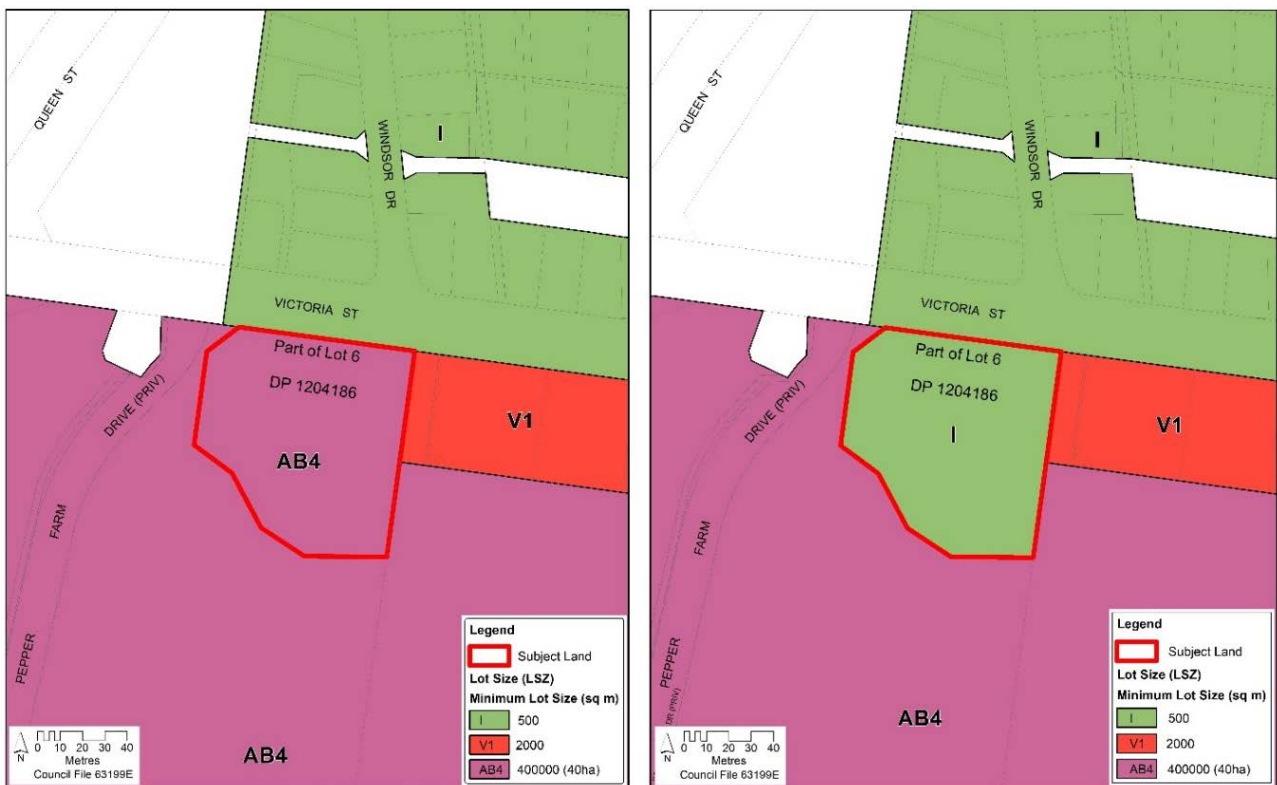 QUEEN ST
WINDSOR DR
I
VICTORIA ST
Part of Lot 6
DP 1204186
DRIVE (PRIV)
V1
AB4
FARM
PEPPER
AB4
N
0 10 20 30 40
Metres
Council File 63199E
Legend
Subject Land
Lot Size (LSZ)
Minimum Lot Size (sq m)
I 500
V1 2000
AB4 400000 (40ha)
QUEEN ST
WINDSOR DR
I
VICTORIA ST
Part of Lot 6
DP 1204186
DRIVE (PRIV)
V1
I
FARM
PEPPER
DR (PRIV)
AB4
N
0 10 20 30 40
Metres
Council File 63199E
Legend
Subject Land
Lot Size (LSZ)
Minimum Lot Size (sq m)
I 500
V1 2000
AB4 400000 (40ha)